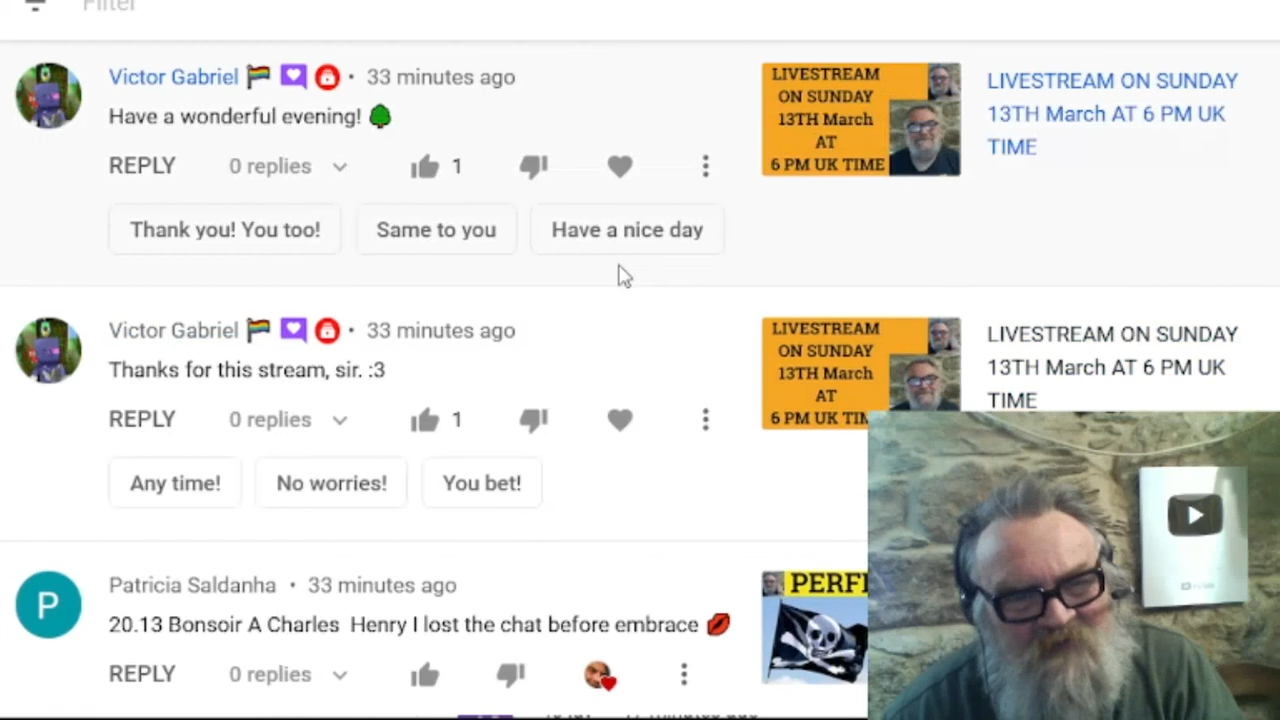 Filter
Victor Gabriel • 33 minutes ago
Have a wonderful evening!
REPLY 0 replies 1
Thank you! You too! Same to you Have a nice day
LIVESTREAM
ON SUNDAY
13TH March
AT
6 PM UK TIME
LIVESTREAM ON SUNDAY
13TH March AT 6 PM UK
TIME
Victor Gabriel • 33 minutes ago
Thanks for this stream, sir. :3
REPLY 0 replies 1
Any time! No worries! You bet!
LIVESTREAM
ON SUNDAY
13TH March
AT
6 PM UK TIM
LIVESTREAM ON SUNDAY
13TH March AT 6 PM UK
TIME
P
Patricia Saldanha • 33 minutes ago
20.13 Bonsoir A Charles Henry I lost the chat before embrace
REPLY 0 replies
PERF